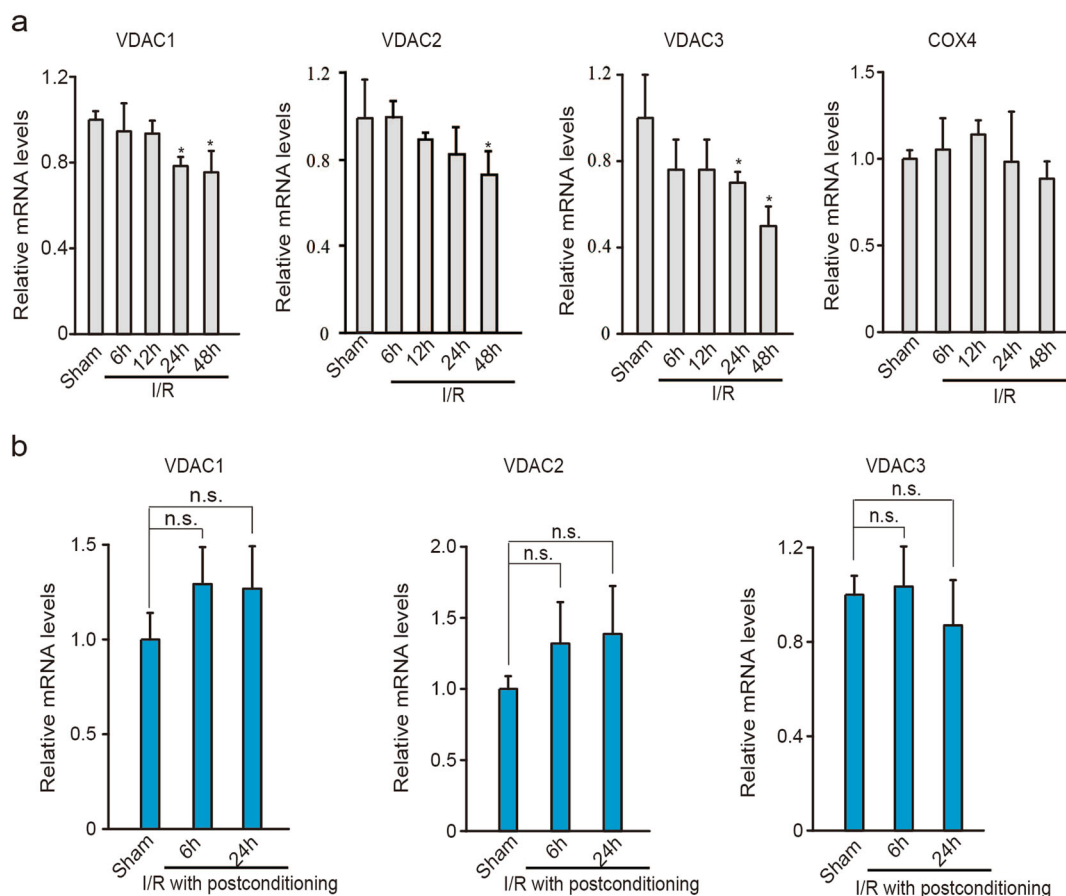 a
VDAC1
VDAC2
VDAC3
COX4
Relative mRNA levels
1.2
0.8
0.4
0
*
*
Sham
6h
12h
24h
48h
I/R
Relative mRNA levels
1.2
0.8
0.4
0
*
Sham
6h
12h
24h
48h
I/R
Relative mRNA levels
1.2
0.8
0.4
0
*
*
Sham
6h
12h
24h
48h
I/R
Relative mRNA levels
1.5
1.0
0.5
0
Sham
6h
12h
24h
48h
I/R
b
VDAC1
VDAC2
VDAC3
n.s.
n.s.
Relative mRNA levels
1.5
1.0
0.5
0
Sham
6h
24h
I/R with postconditioning
n.s.
n.s.
Relative mRNA levels
2.0
1.5
1.0
0.5
0
Sham
6h
24h
I/R with postconditioning
n.s.
n.s.
Relative mRNA levels
1.2
0.8
0.4
0
Sham
6h
24h
I/R with postconditioning